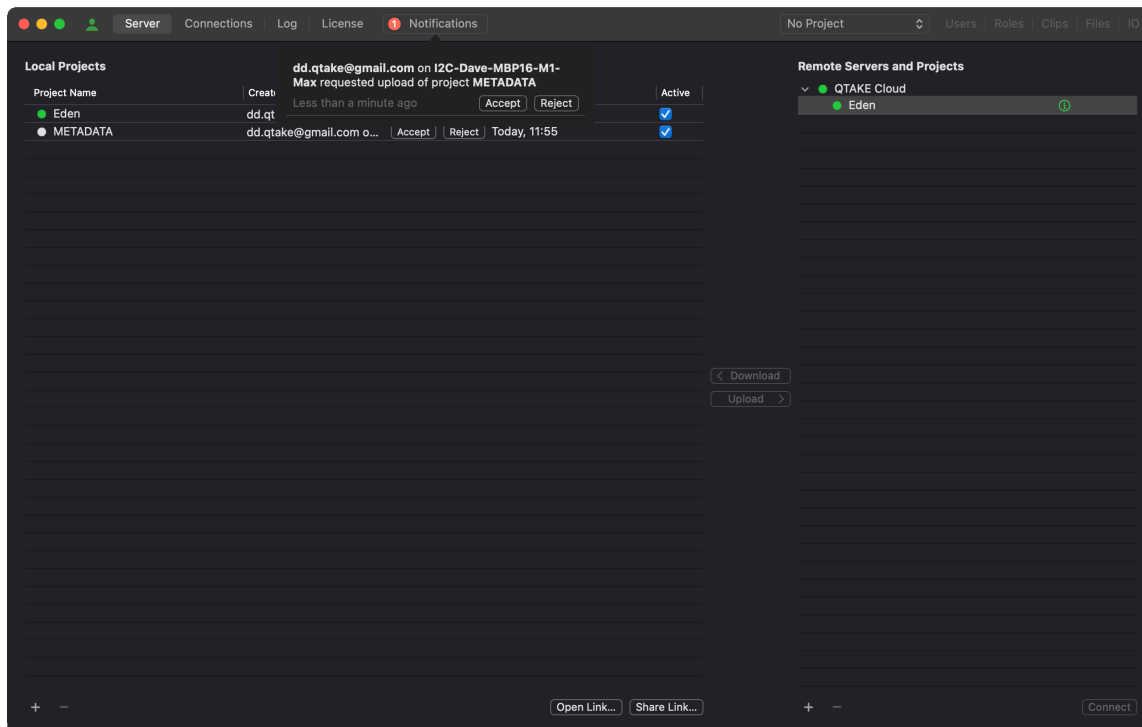 Server
Connections
Log
License
1 Notifications
No Project
Users
Roles
Clips
Files
IO
Local Projects
dd.qtake@gmail.com on I2C-Dave-MBP16-M1-
Max requested upload of project METADATA
Less than a minute ago
Accept
Reject
Project Name
Active
Eden
METADATA
dd.qtake@gmail.com o...
Accept
Reject
Today, 11:55
Download
Upload
Remote Servers and Projects
QTAKE Cloud
Eden
Open Link...
Share Link...
Connect